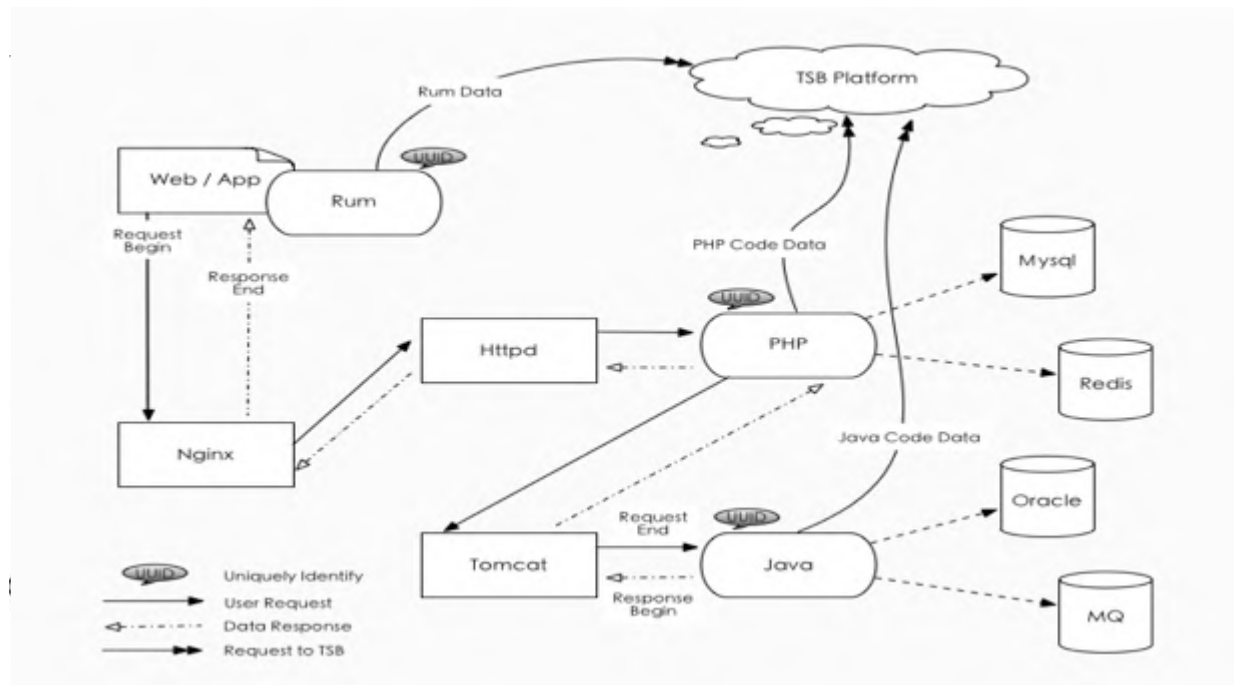 TSB Platform
Rum Data
UUID
Web / App
Rum
Request
Begin
Response
End
PHP Code Data
Mysql
UUID
Httpd
PHP
Redis
Nginx
Java Code Data
Oracle
Request
End
UUID
Tomcat
Java
Response
Begin
MQ
UUID
Uniquely Identify
User Request
Data Response
Request to TSB